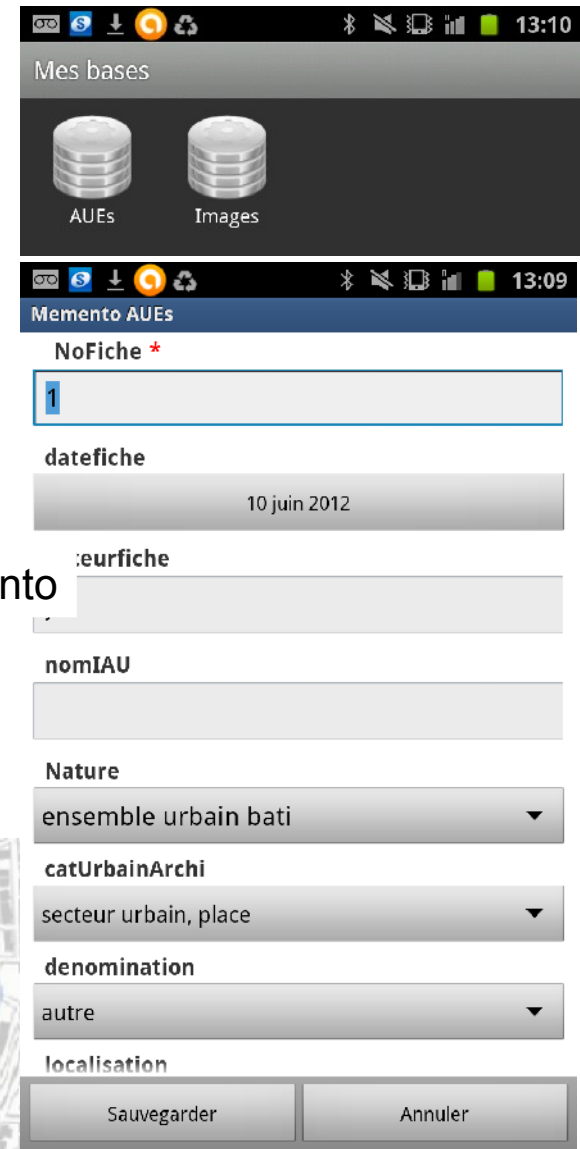 13:10
Mes bases
AUEs Images
13:09
Memento AUEs
NoFiche *
1
datefiche
10 juin 2012
eurfiche
nto
nomIAU
Nature
ensemble urbain bati
catUrbainArchi
secteur urbain, place
denomination
autre
localisation
Sauvegarder Annuler